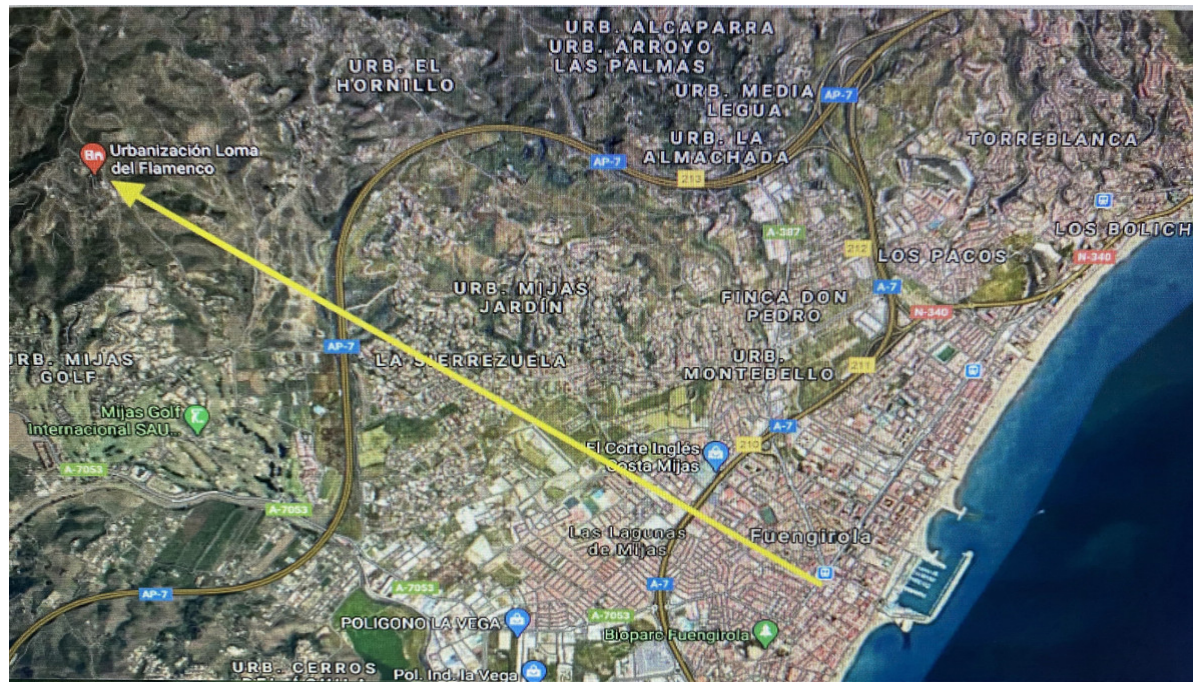 URB. ALCAPARRA
URB. ARROYO
LAS PALMAS
URB. EL
HORNILLO
URB. MEDIA
LEGUA
AP-7
URB. LA
ALMACHADA
TORREBLANCA
Urbanización Loma
del Flamenco
AP-7
213
A-387
212
LOS PACOS
LOS BOLICH
N-340
URB. MIJAS
JARDÍN
FINCA DON
PEDRO
A-7
N-340
AP-7
URB. MIJAS
GOLF
LA SIERREZUELA
URB.
MONTEBELLO
211
Mijas Golf
Internacional SAU...
A-7
210
El Corte Inglés
Costa Mijas
A-7053
A-7053
Las Lagunas
de Mijas
Fuengirola
AP-7
A-7053
A-7
A-7053
POLIGONO LA VEGA
Bioparc Fuengirola
URB. CERROS
Pol. Ind. la Vega